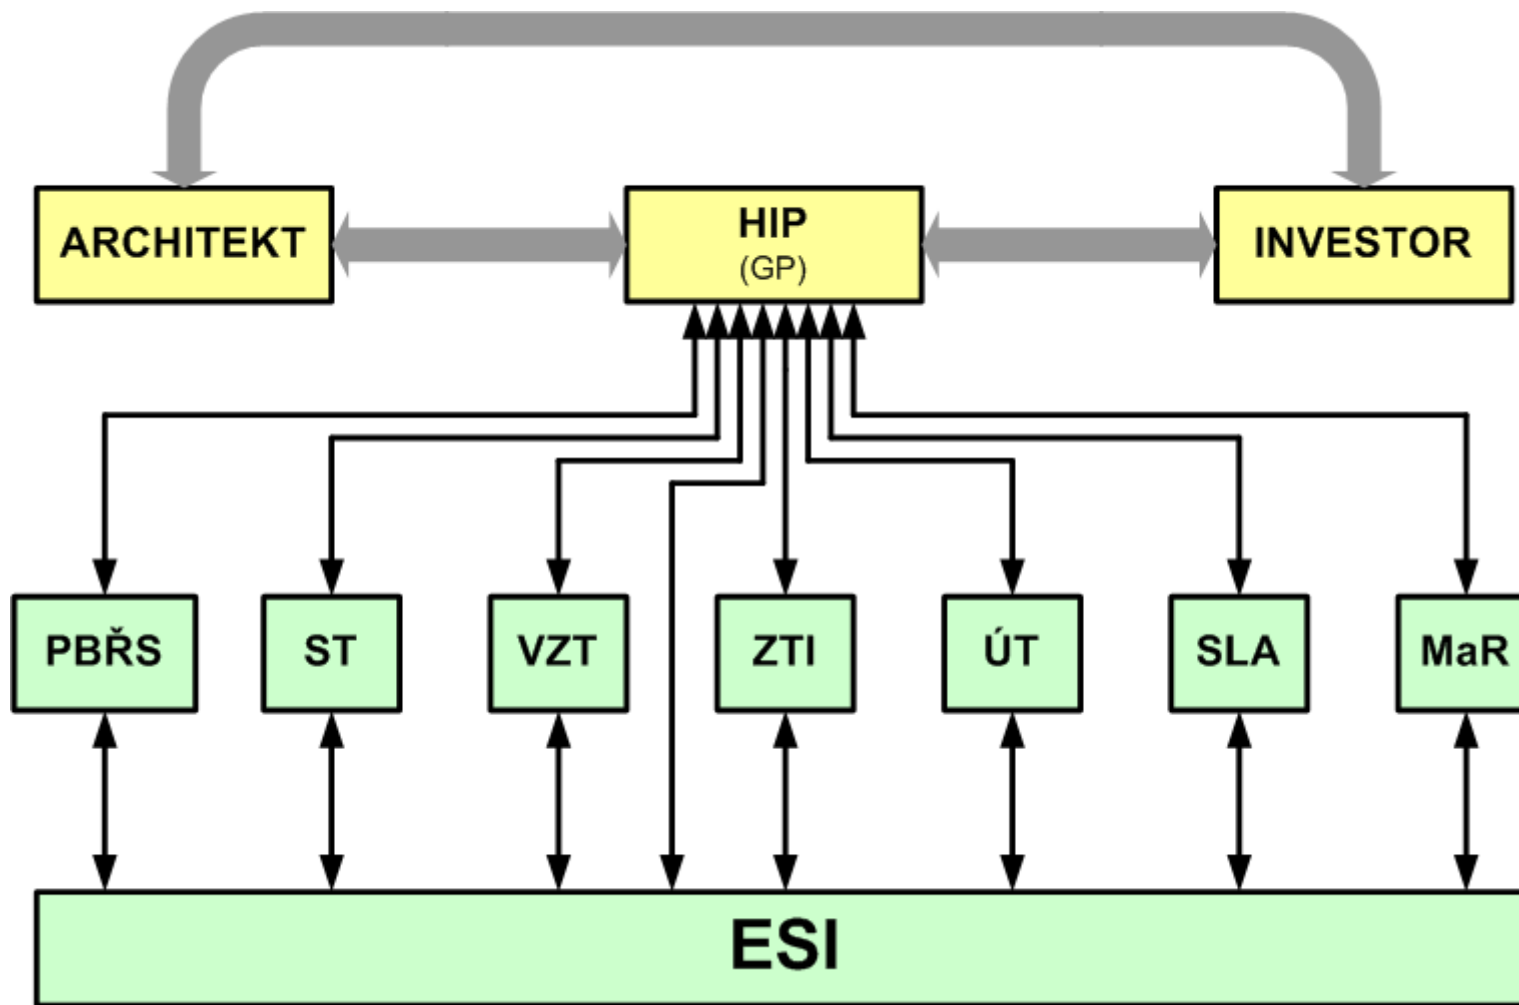 ARCHITEKT
HIP
(GP)
INVESTOR
PBŘS
ST
VZT
ZTI
ÚT
SLA
MaR
ESI